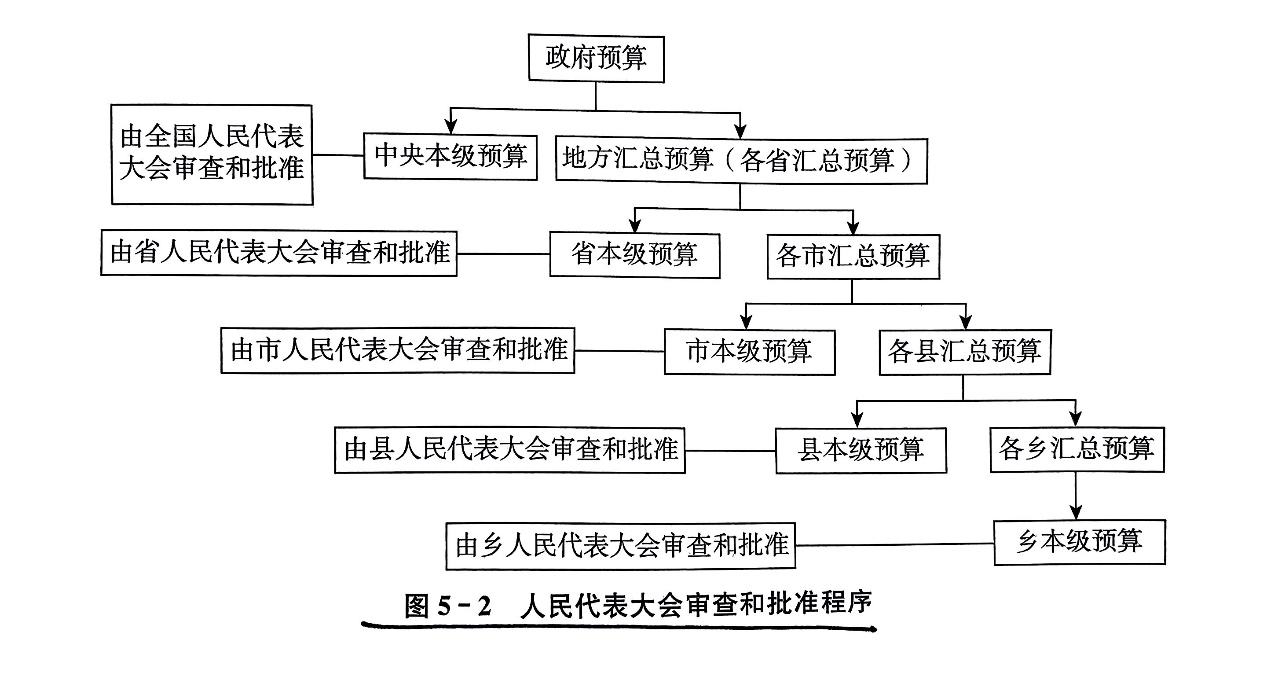 政府预算
由全国人民代表
大会审查和批准
中央本级预算
地方汇总预算（各省汇总预算）
由省人民代表大会审查和批准
省本级预算
各市汇总预算
由市人民代表大会审查和批准
市本级预算
各县汇总预算
由县人民代表大会审查和批准
县本级预算
各乡汇总预算
由乡人民代表大会审查和批准
乡本级预算
图5-2 人民代表大会审查和批准程序